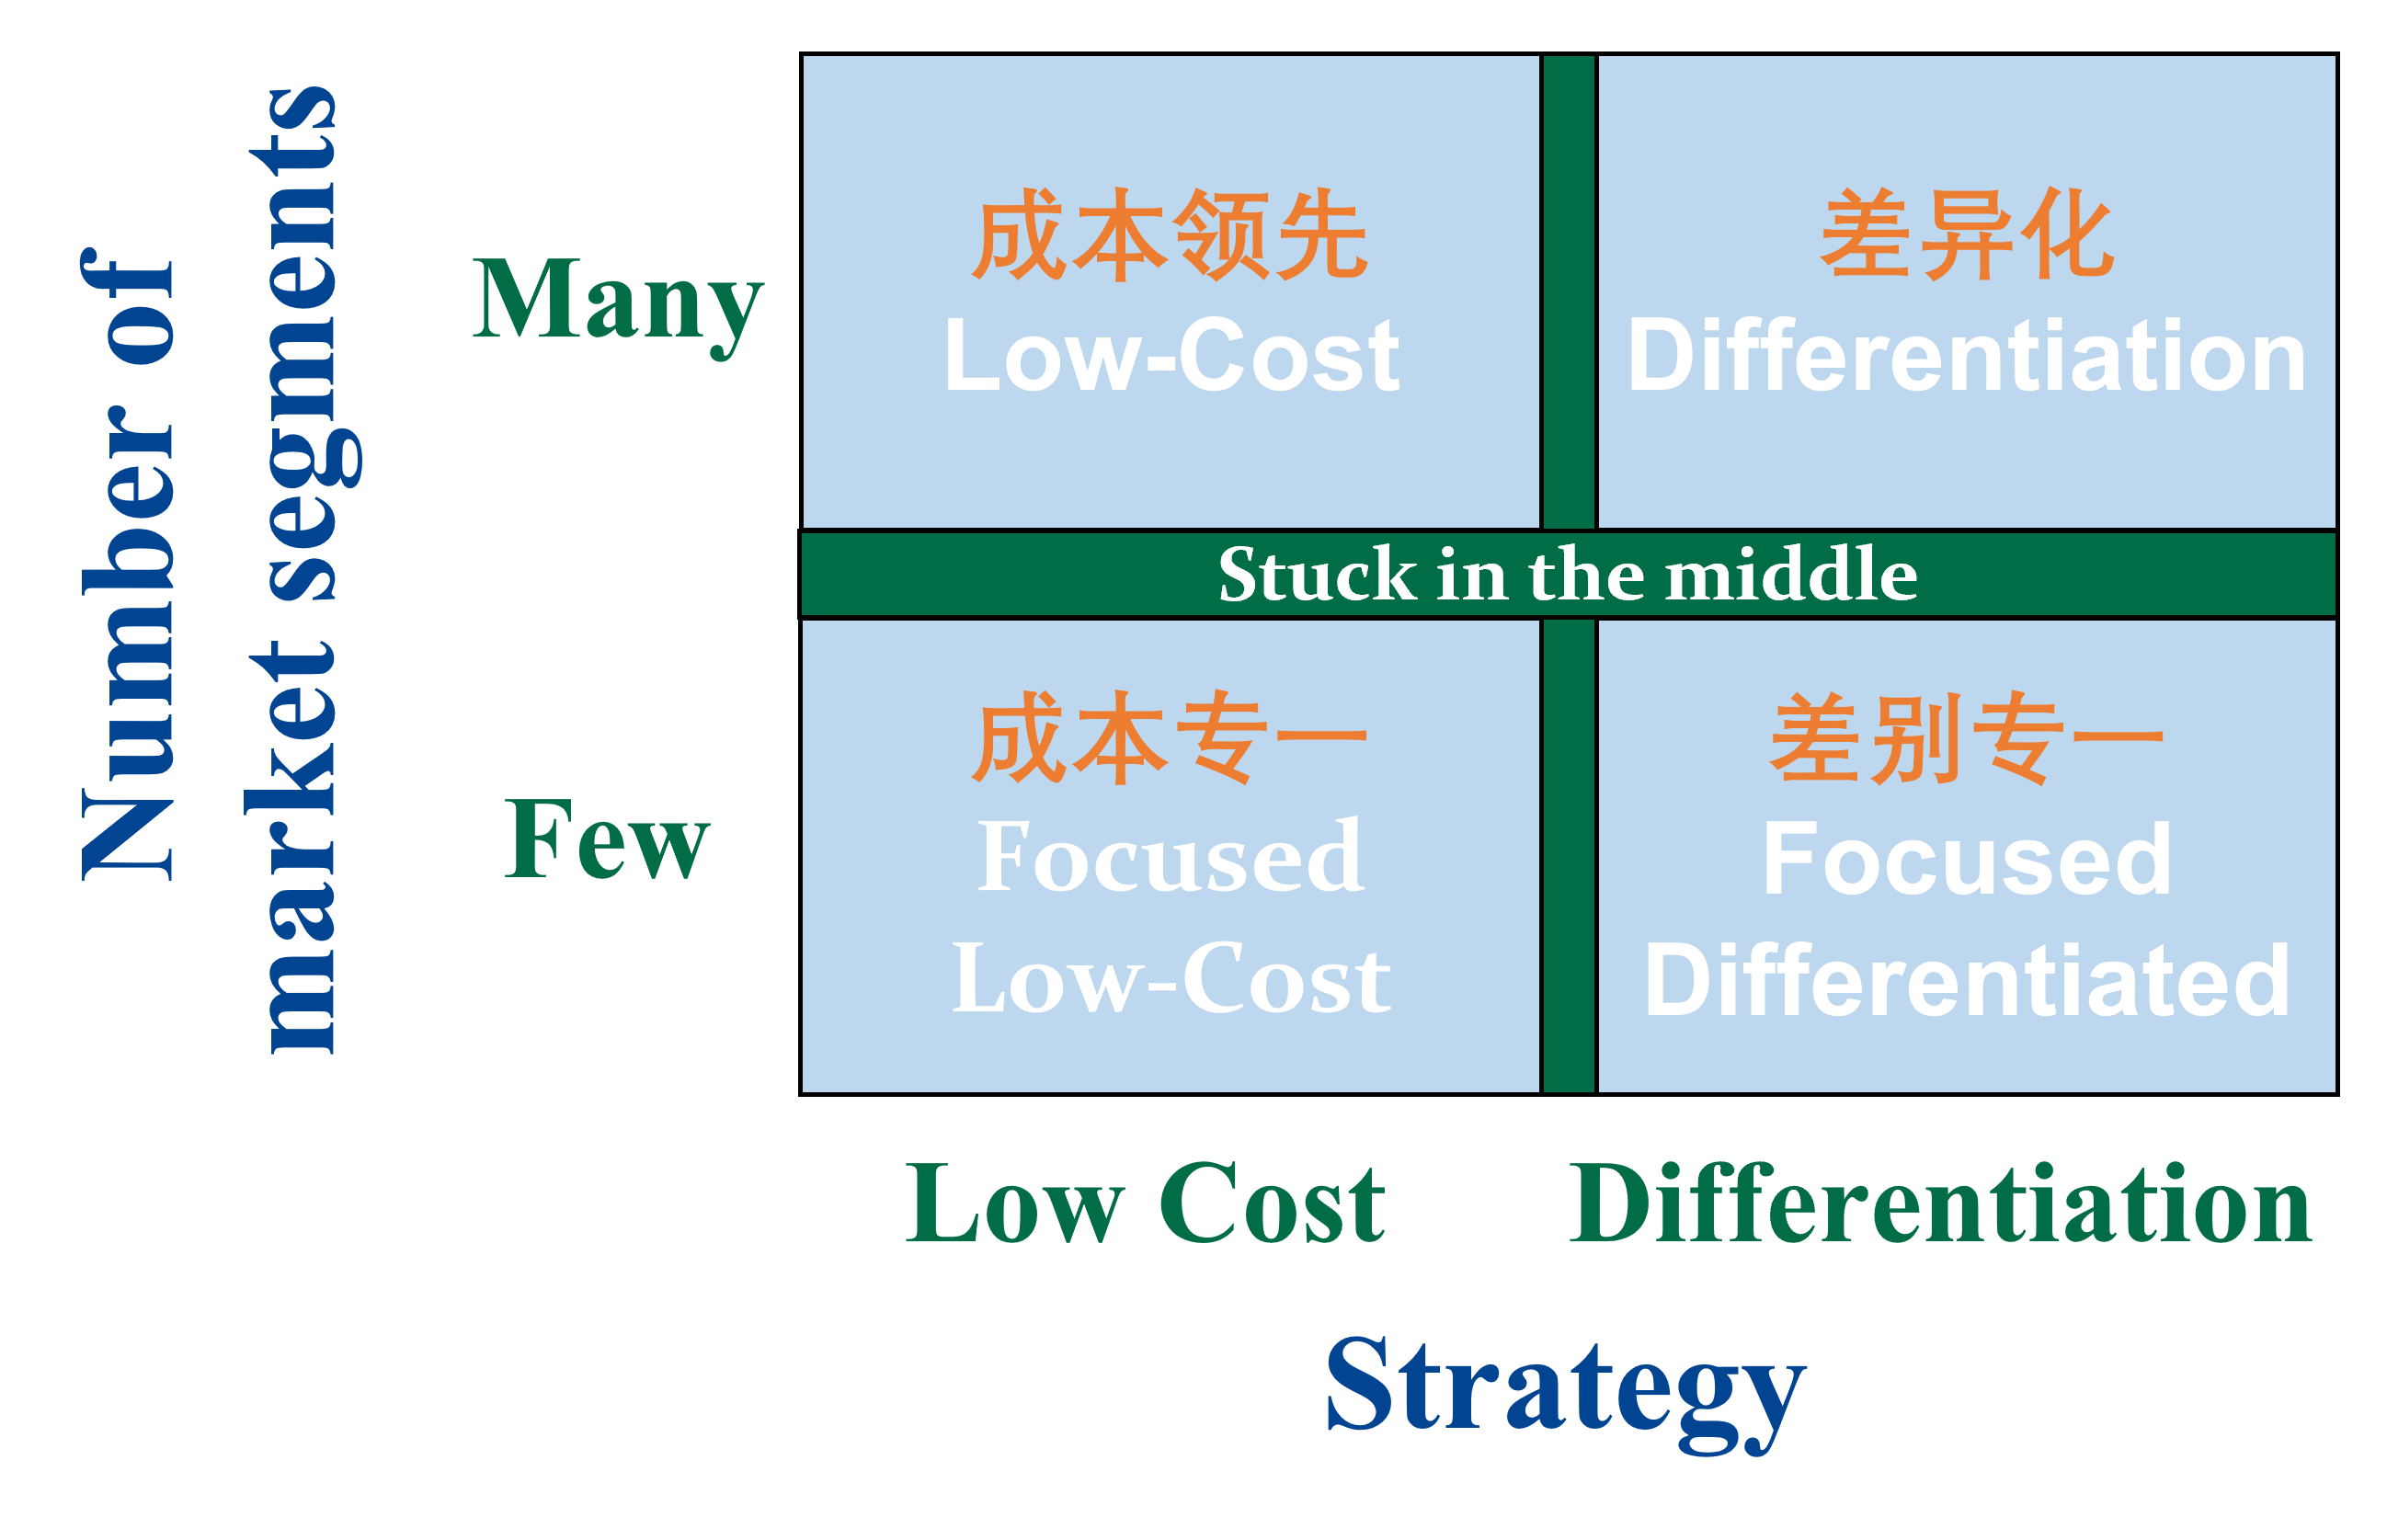 Number of
market segments
Many
成本领先
Low-Cost
差异化
Differentiation
Stuck in the middle
Few
成本专一
Focused
Low-Cost
差别专一
Focused
Differentiated
Low Cost
Differentiation
Strategy